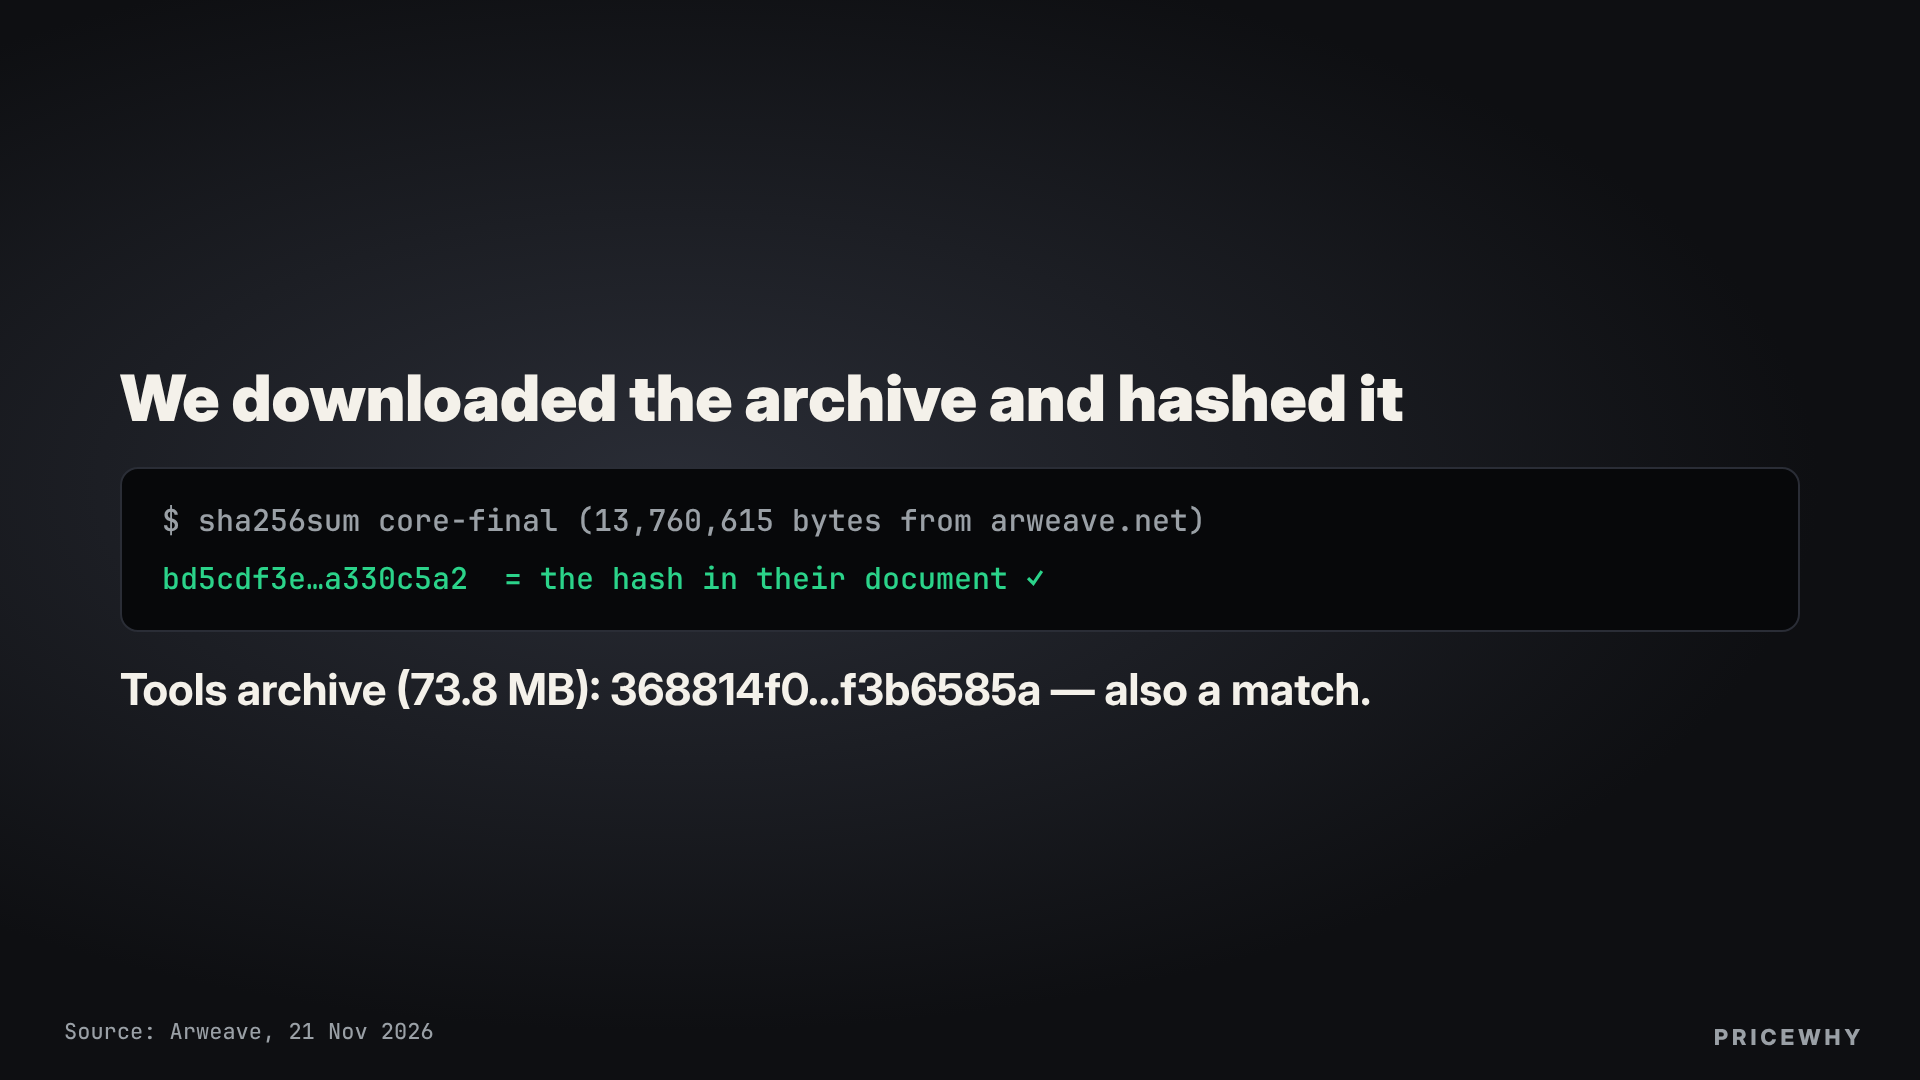 We downloaded the archive and hashed it
$ sha256sum core-final (13,760,615 bytes from arweave.net)
bd5cdf3e…a330c5a2  = the hash in their document ✓
Tools archive (73.8 MB): 368814f0…f3b6585a — also a match.
Source: Arweave, 21 Nov 2026
PRICEWHY